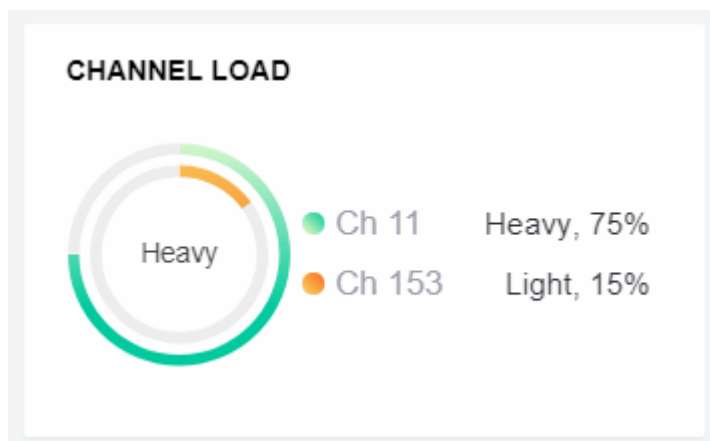 CHANNEL LOAD
Heavy
Ch 11 Heavy, 75%
Ch 153 Light, 15%